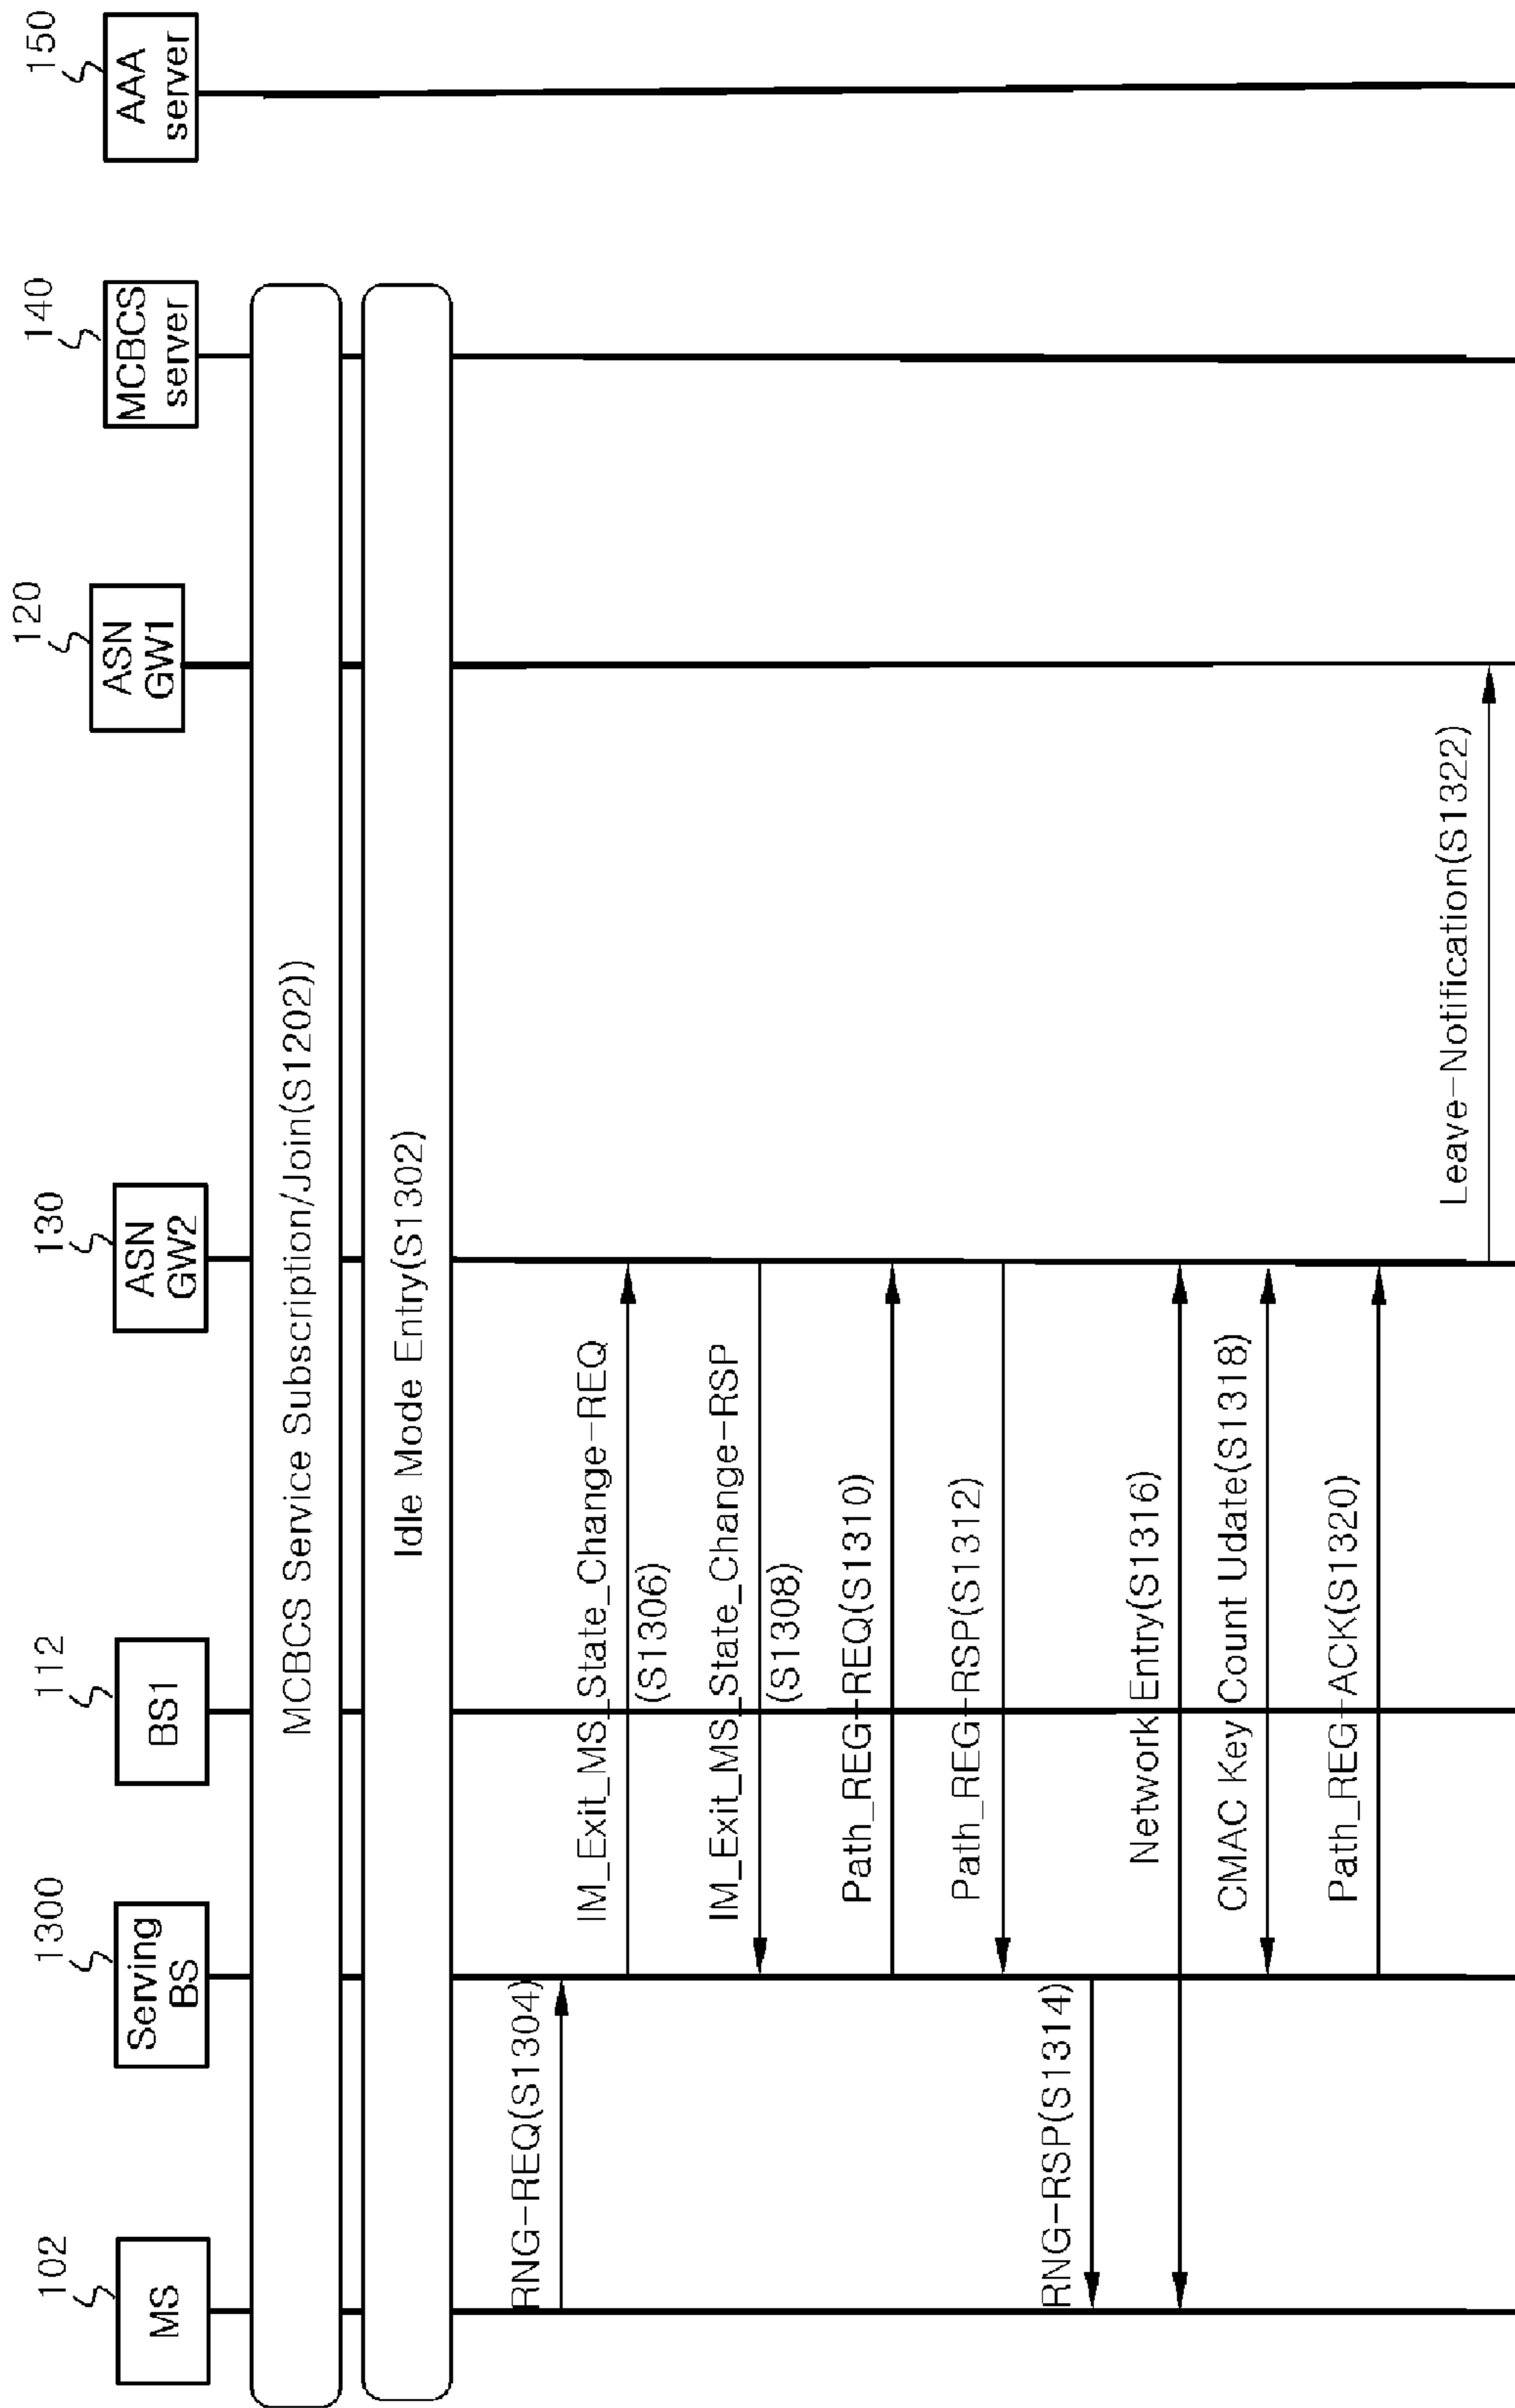 102
MS
1300
Serving
BS
112
BS1
130
ASN
GW2
120
ASN
GW1
140
MCBCS
server
150
AAA
server
MCBCS Service Subscription/Join(S1202))
Idle Mode Entry(S1302)
RNG-REQ(S1304)
IM_Exit_MS_State_Change-REQ
(S1306)
IM_Exit_MS_State_Change-RSP
(S1308)
Path_REG-REQ(S1310)
Path_REG-RSP(S1312)
RNG-RSP(S1314)
Network Entry(S1316)
CMAC Key Count Udate(S1318)
Path_REG-ACK(S1320)
Leave-Notification(S1322)